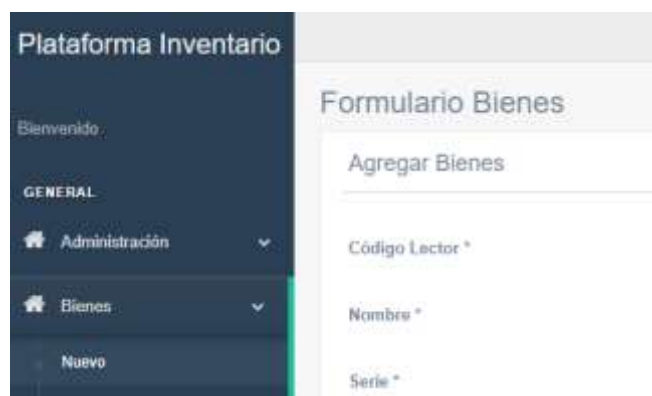 Plataforma Inventario
Bienvenido
GENERAL
Administración
Bienes
Nuevo
Formulario Bienes
Agregar Bienes
Código Lector *
Nombre *
Serie *